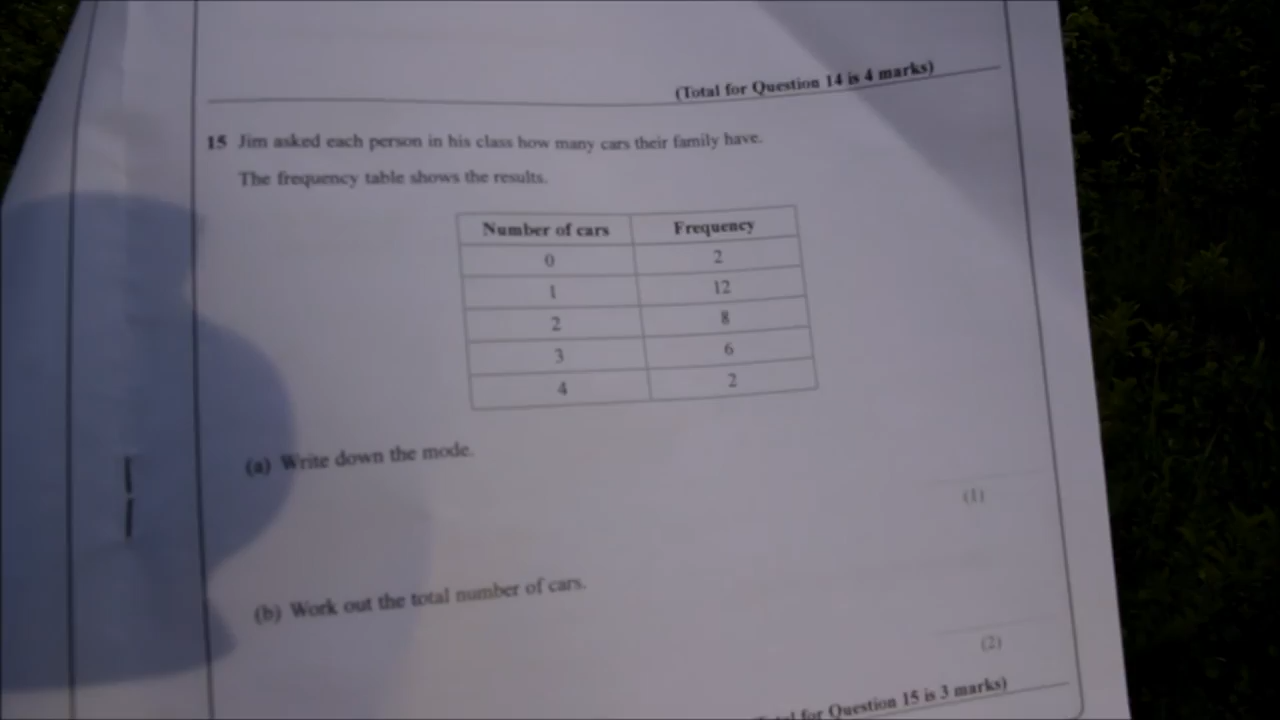 (Total for Question 14 is 4 marks)
15 Jim asked each person in his class how many cars their family have.
The frequency table shows the results.
Number of cars Frequency
0 2
1 12
2 8
3 6
4 2
(a) Write down the mode.
(1)
(b) Work out the total number of cars.
(2)
for Question 15 is 3 marks)